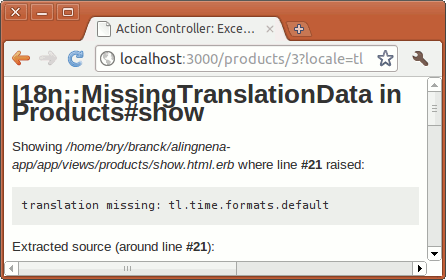 Action Controller: Exce
localhost:3000/products/3?locale=tl
I18n::MissingTranslationData in
Products#show
Showing /home/bry/branck/alingnena-
app/app/views/products/show.html.erb where line #21 raised:
translation missing: tl.time.formats.default
Extracted source (around line #21):